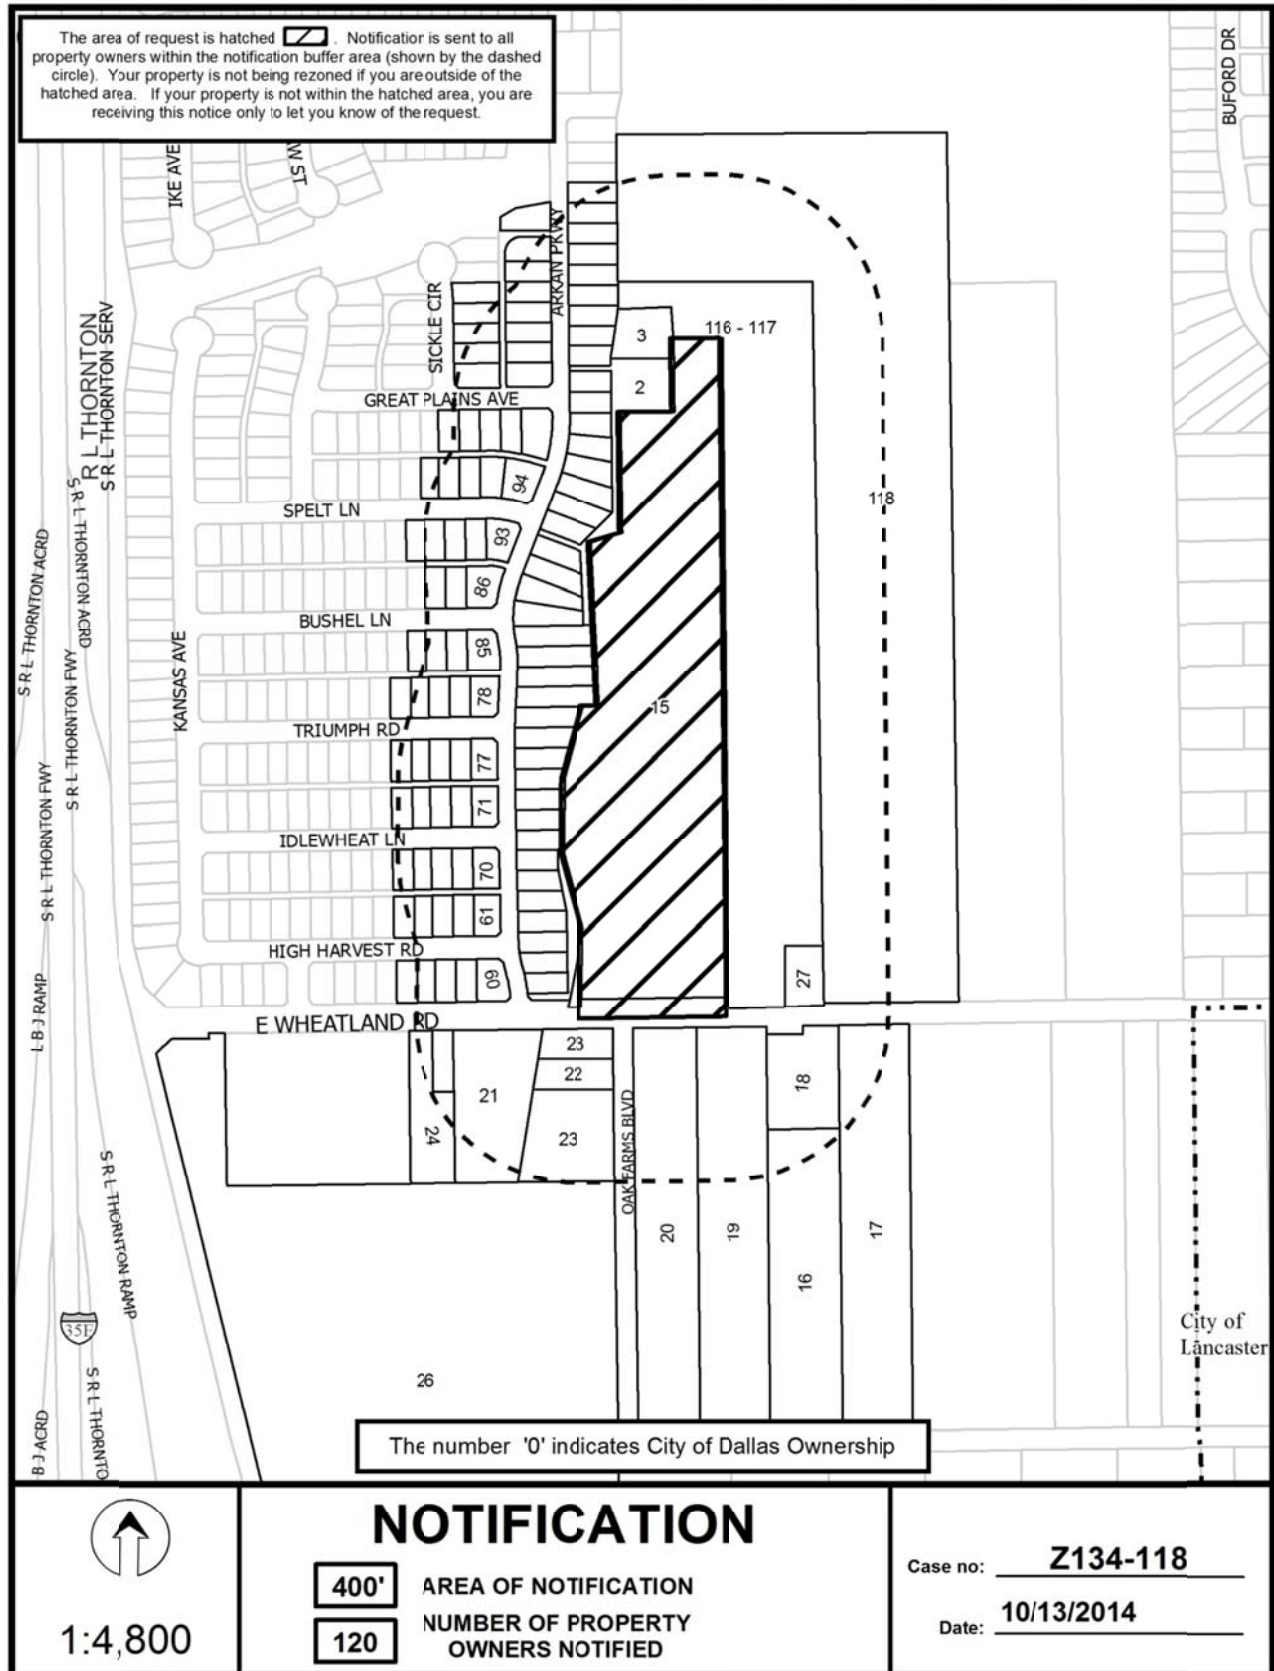 The area of request is hatched . Notification is sent to all
property owners within the notification buffer area (shown by the dashed
circle). Your property is not being rezoned if you are outside of the
hatched area. If your property is not within the hatched area, you are
receiving this notice only to let you know of the request.
BUFORD DR
IKE AVE
W ST
ARKAN PKWY
SICKLE CIR
R L THORNTON
S R L THORNTON SERV
3
116 - 117
2
GREAT PLAINS AVE
94
118
SPELT LN
93
S R L THORNTON ACRD
S R L THORNTON ACRD
86
BUSHEL LN
85
KANSAS AVE
78
15
TRIUMPH RD
S R L THORNTON FWY
77
71
IDLEWHEAT LN
S R L THORNTON FWY
70
61
HIGH HARVEST RD
60
27
L B J RAMP
E WHEATLAND RD
23
22
21
18
24
23
OAK FARMS BLVD
S R L THORNTON RAMP
20
19
16
17
35E
City of
Lancaster
26
S R L THORNTO
B J ACRD
The number '0' indicates City of Dallas Ownership
NOTIFICATION
1:4,800
400' AREA OF NOTIFICATION
120 NUMBER OF PROPERTY
OWNERS NOTIFIED
Case no: Z134-118
Date: 10/13/2014